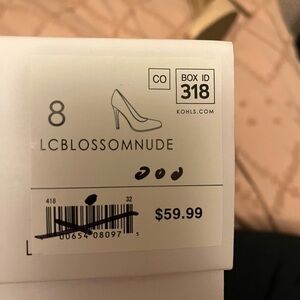 CO
BOX ID
318
KOHLS.COM
8
LCBLOSSOMNUDE
418
32
$59.99